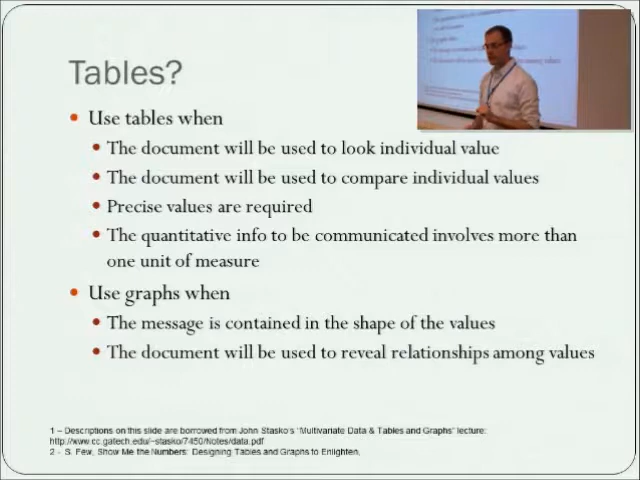 Tables?
Use tables when
The document will be used to look individual value
The document will be used to compare individual values
Precise values are required
The quantitative info to be communicated involves more than
one unit of measure
Use graphs when
The message is contained in the shape of the values
The document will be used to reveal relationships among values
1 – Descriptions on this slide are borrowed from John Stasko's "Multivariate Data & Tables and Graphs" lecture:
http://www.cc.gatech.edu/~stasko/7450/Notes/data.pdf
2 - S. Few, Show Me the Numbers: Designing Tables and Graphs to Enlighten,